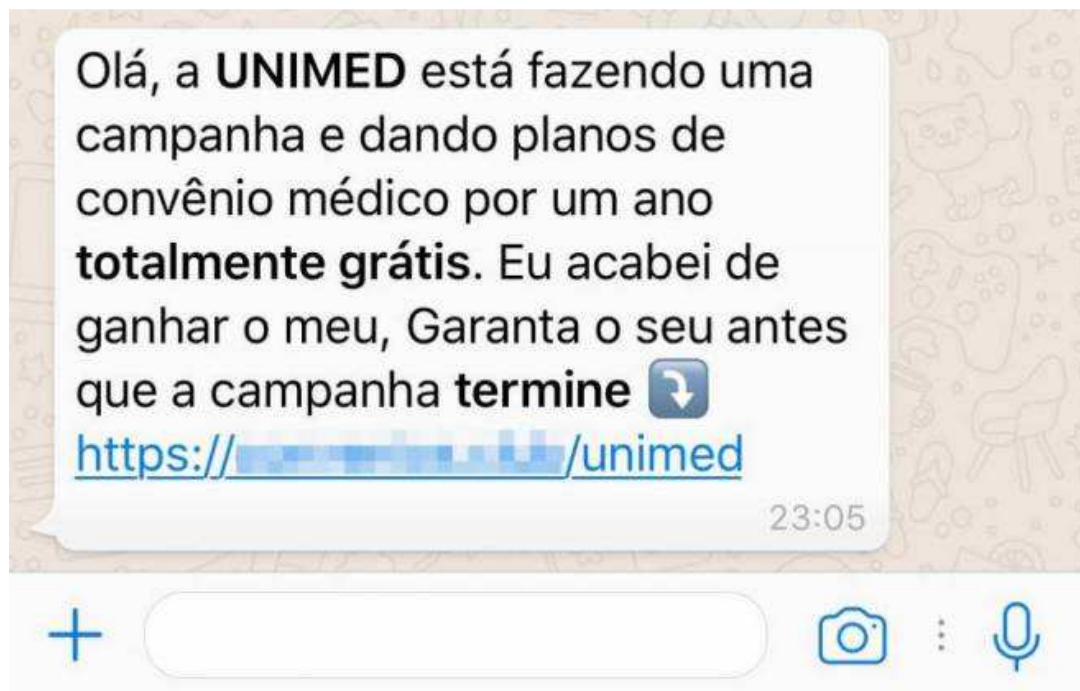 Olá, a UNIMED está fazendo uma
campanha e dando planos de
convênio médico por um ano
totalmente grátis. Eu acabei de
ganhar o meu, Garanta o seu antes
que a campanha termine ⤵️
https:// /unimed
23:05